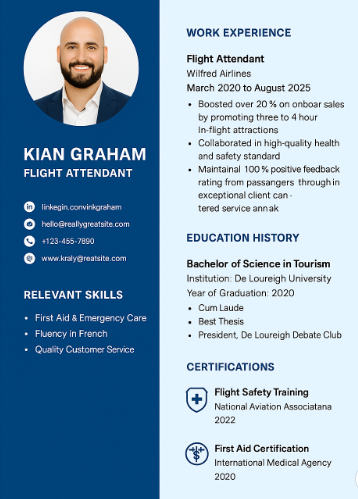 KIAN GRAHAM
FLIGHT ATTENDANT
linkegin.convinkgraham
hello@reallygreatsite.com
+123-455-7890
www.kraly@reatsite.com
RELEVANT SKILLS
• First Aid & Emergency Care
• Fluency in French
• Quality Customer Service
WORK EXPERIENCE
Flight Attendant
Wilfred Airlines
March 2020 to August 2025
• Boosted over 20 % on onboar sales
by promoting three to 4 hour
In-flight attractions
• Collaborated in high-quality health
and safety standard
• Maintainal 100 % positive feedback
rating from passangers through in
exceptional client can -
tered service ann ak
EDUCATION HISTORY
Bachelor of Science in Tourism
Institution: De Loureigh University
Year of Graduation: 2020
• Cum Laude
• Best Thesis
• President, De Loureigh Debate Club
CERTIFICATIONS
Flight Safety Training
National Aviation Associatana
2022
First Aid Certification
International Medical Agency
2020